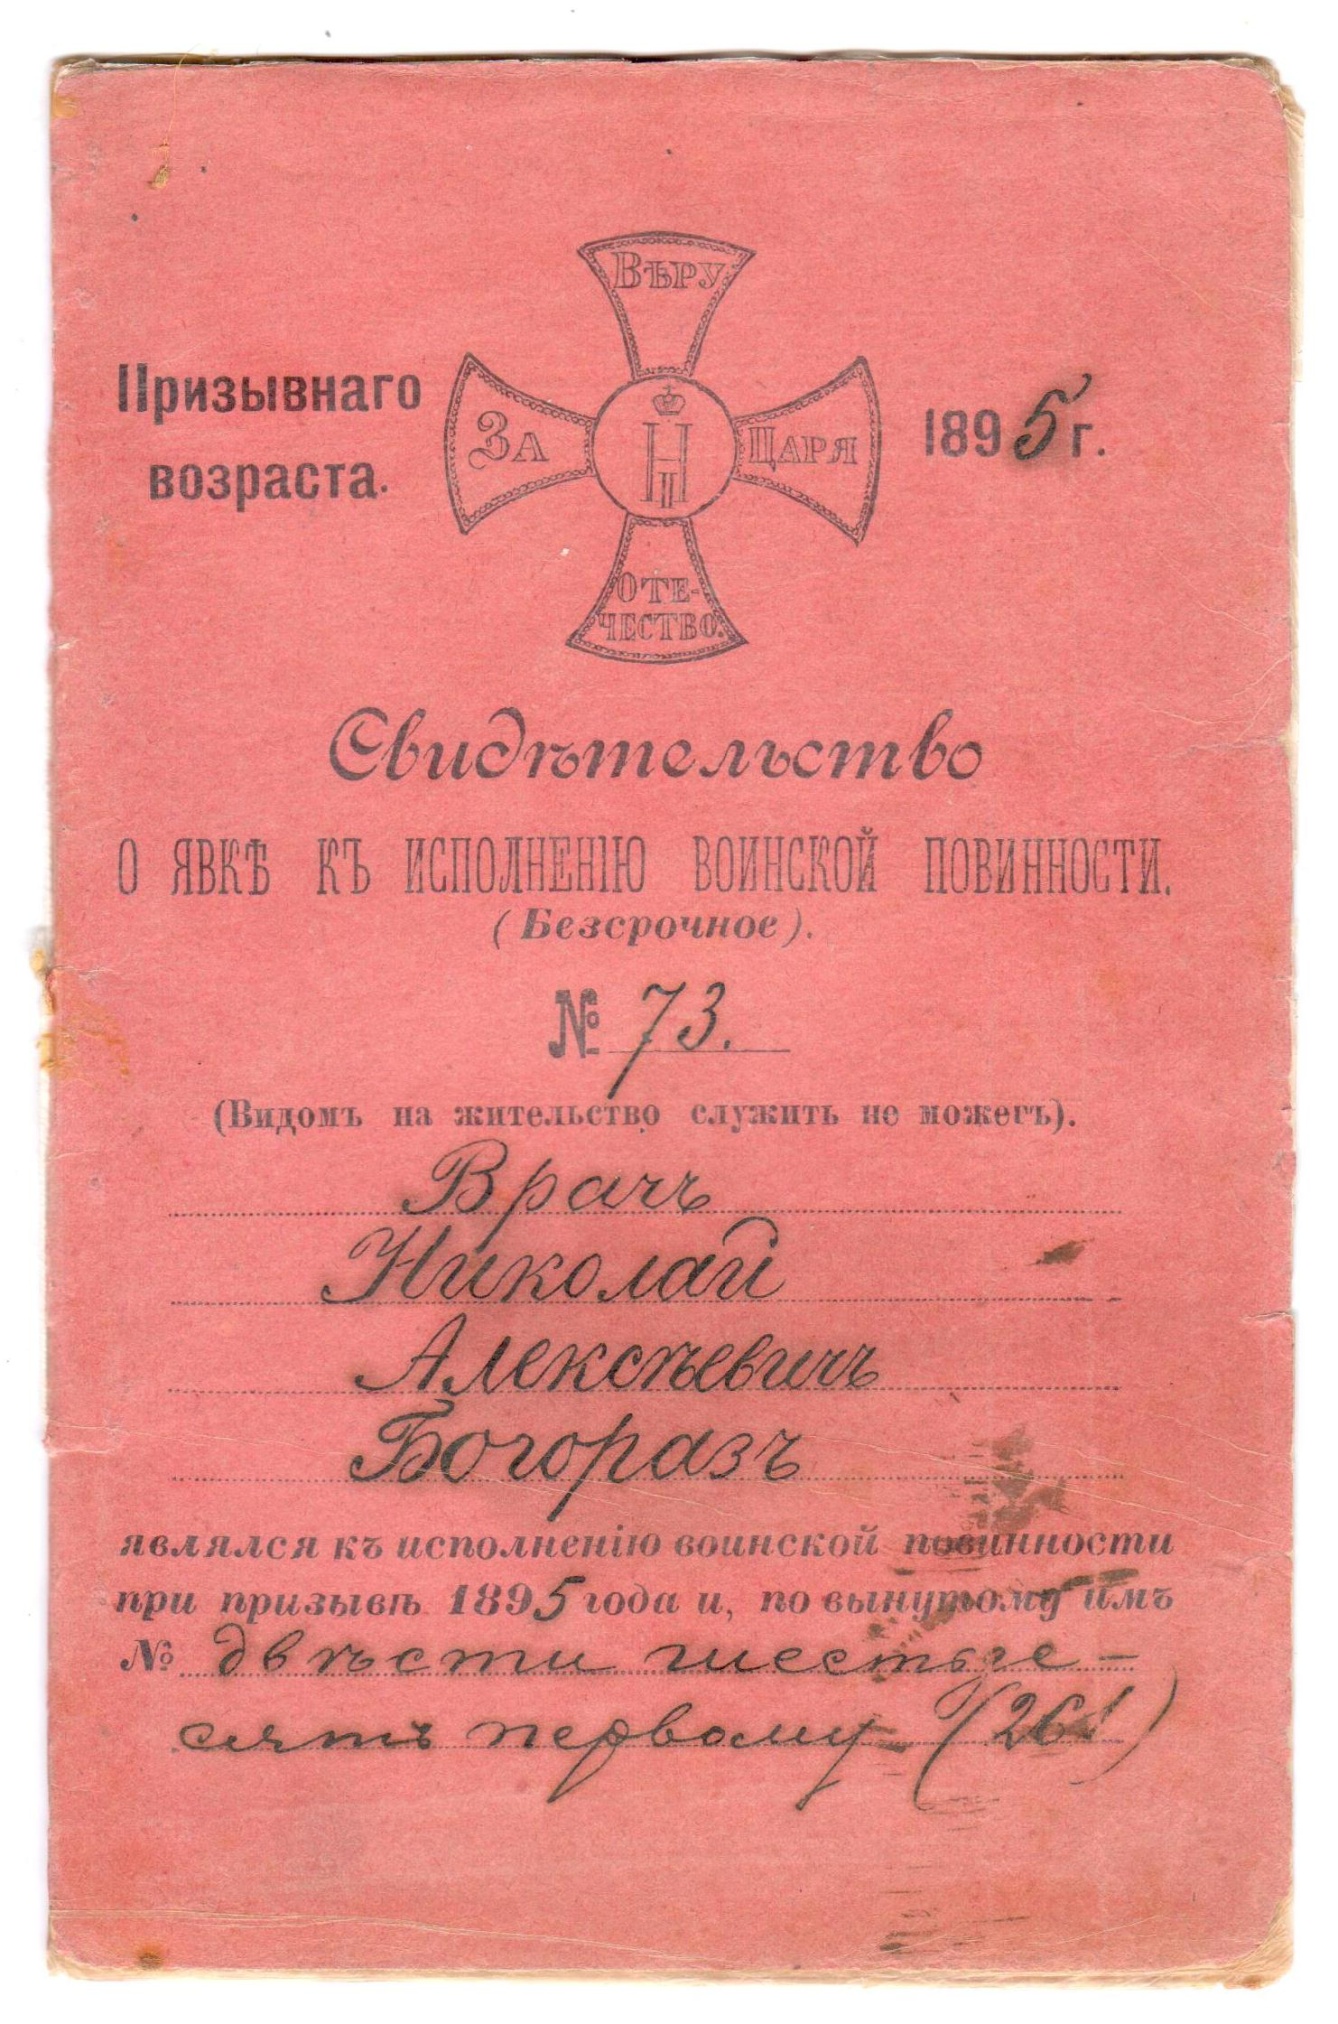 Призывнаго
возраста.
ВѢРУ
ЗА
Н II
ЦАРЯ
ОТЕ-
ЧЕСТВО.
1895 г.
Свидѣтельство
О ЯВКѢ КЪ ИСПОЛНЕНІЮ ВОИНСКОЙ ПОВИННОСТИ.
(Безсрочное).
№ 73.
(Видомъ на жительство служить не можетъ).
Врачъ
Николай
Алексѣевичъ
Богоразъ
являлся къ исполненію воинской повинности
при призывѣ 1895 года и, по вынутому имъ
№ двѣсти шестьде-
сятъ первому (261)